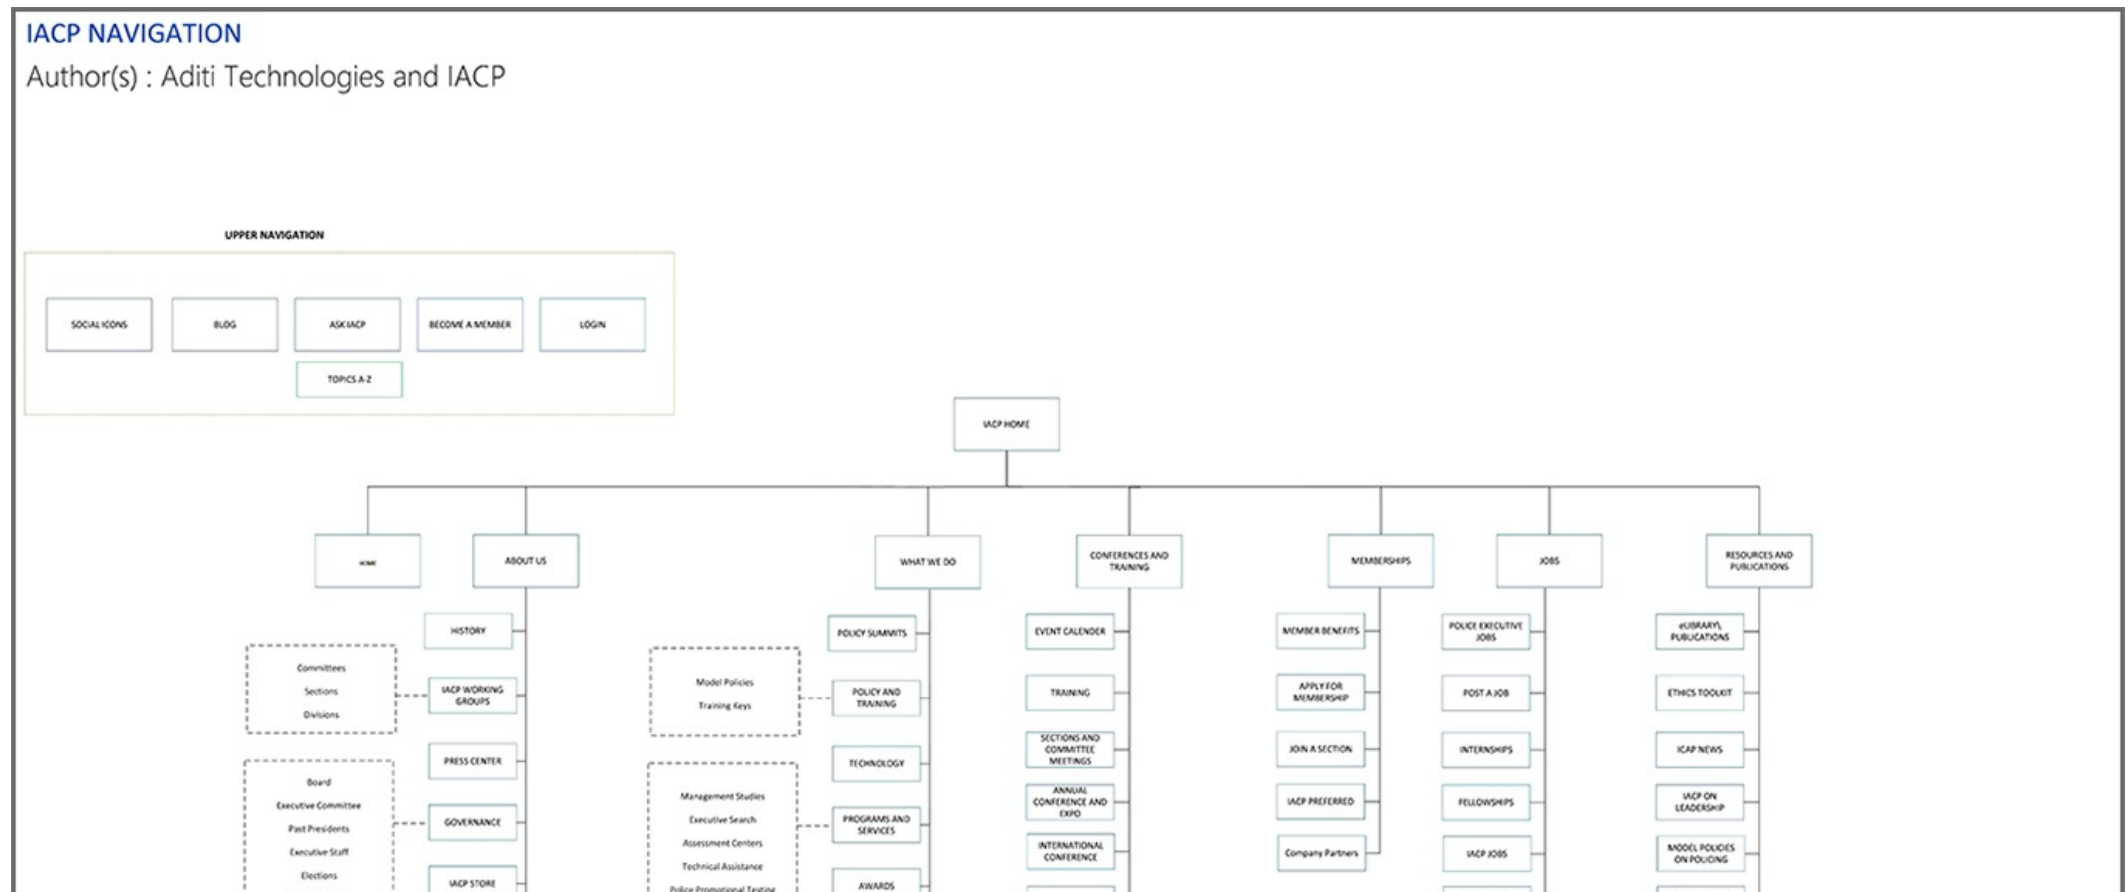 IACP NAVIGATION
Author(s) : Aditi Technologies and IACP
UPPER NAVIGATION
SOCIAL ICONS
BLOG
ASK IACP
BECOME A MEMBER
LOGIN
TOPICS A-Z
IACP HOME
HOME
ABOUT US
WHAT WE DO
CONFERENCES AND
TRAINING
MEMBERSHIPS
JOBS
RESOURCES AND
PUBLICATIONS
HISTORY
Committees
Sections
Divisions
IACP WORKING
GROUPS
PRESS CENTER
Board
Executive Committee
Past Presidents
Executive Staff
Elections
GOVERNANCE
IACP STORE
POLICY SUMMITS
Model Policies
Training Keys
POLICY AND
TRAINING
TECHNOLOGY
Management Studies
Executive Search
Assessment Centers
Technical Assistance
Police Promotional Testing
PROGRAMS AND
SERVICES
AWARDS
EVENT CALENDER
TRAINING
SECTIONS AND
COMMITTEE
MEETINGS
ANNUAL
CONFERENCE AND
EXPO
INTERNATIONAL
CONFERENCE
MEMBER BENEFITS
APPLY FOR
MEMBERSHIP
JOIN A SECTION
IACP PREFERRED
Company Partners
POLICE EXECUTIVE
JOBS
POST A JOB
INTERNSHIPS
FELLOWSHIPS
IACP JOBS
eLIBRARY\
PUBLICATIONS
ETHICS TOOLKIT
ICAP NEWS
IACP ON
LEADERSHIP
MODEL POLICIES
ON POLICING